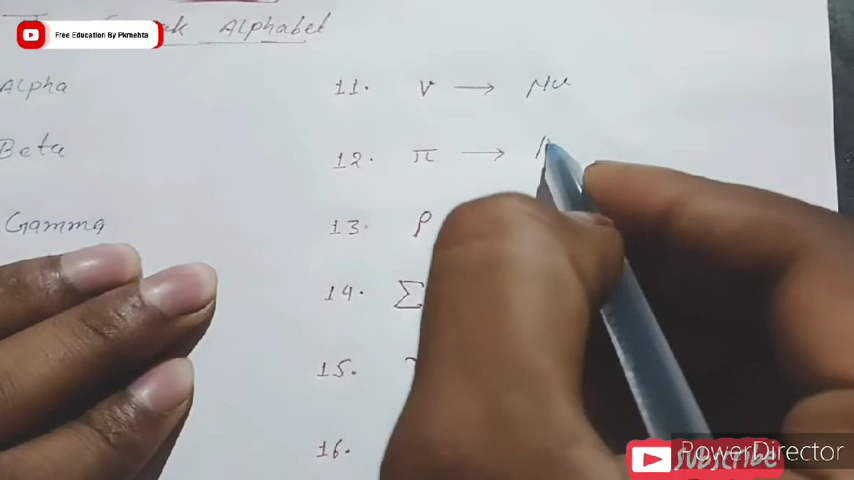 Free Education By Pkmehta
Alphabet
Alpha
Beta
Gamma
11. ν → Nu
12. π →
13. ρ
14. Σ
15.
16.
SUBSCRIBE
PowerDirector